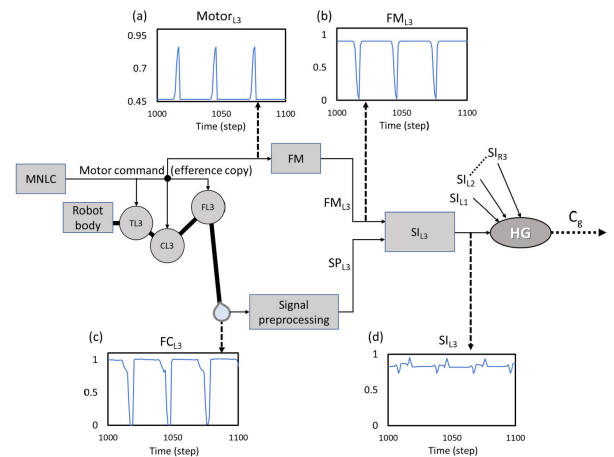 (a)
Motor_L3
0.95
0.7
0.45
1000
1050
1100
Time (step)
(b)
FM_L3
1
0.5
0
1000
1050
1100
Time (step)
MNLC
Motor command (efference copy)
FM
Robot
body
TL3
CL3
FL3
FM_L3
SI_L3
SP_L3
Signal
preprocessing
SI_R3
SI_L2
SI_L1
HG
C_g
(c)
FC_L3
1
0.5
0
1000
1050
1100
Time (step)
(d)
SI_L3
1
0.5
0
1000
1050
1100
Time (step)